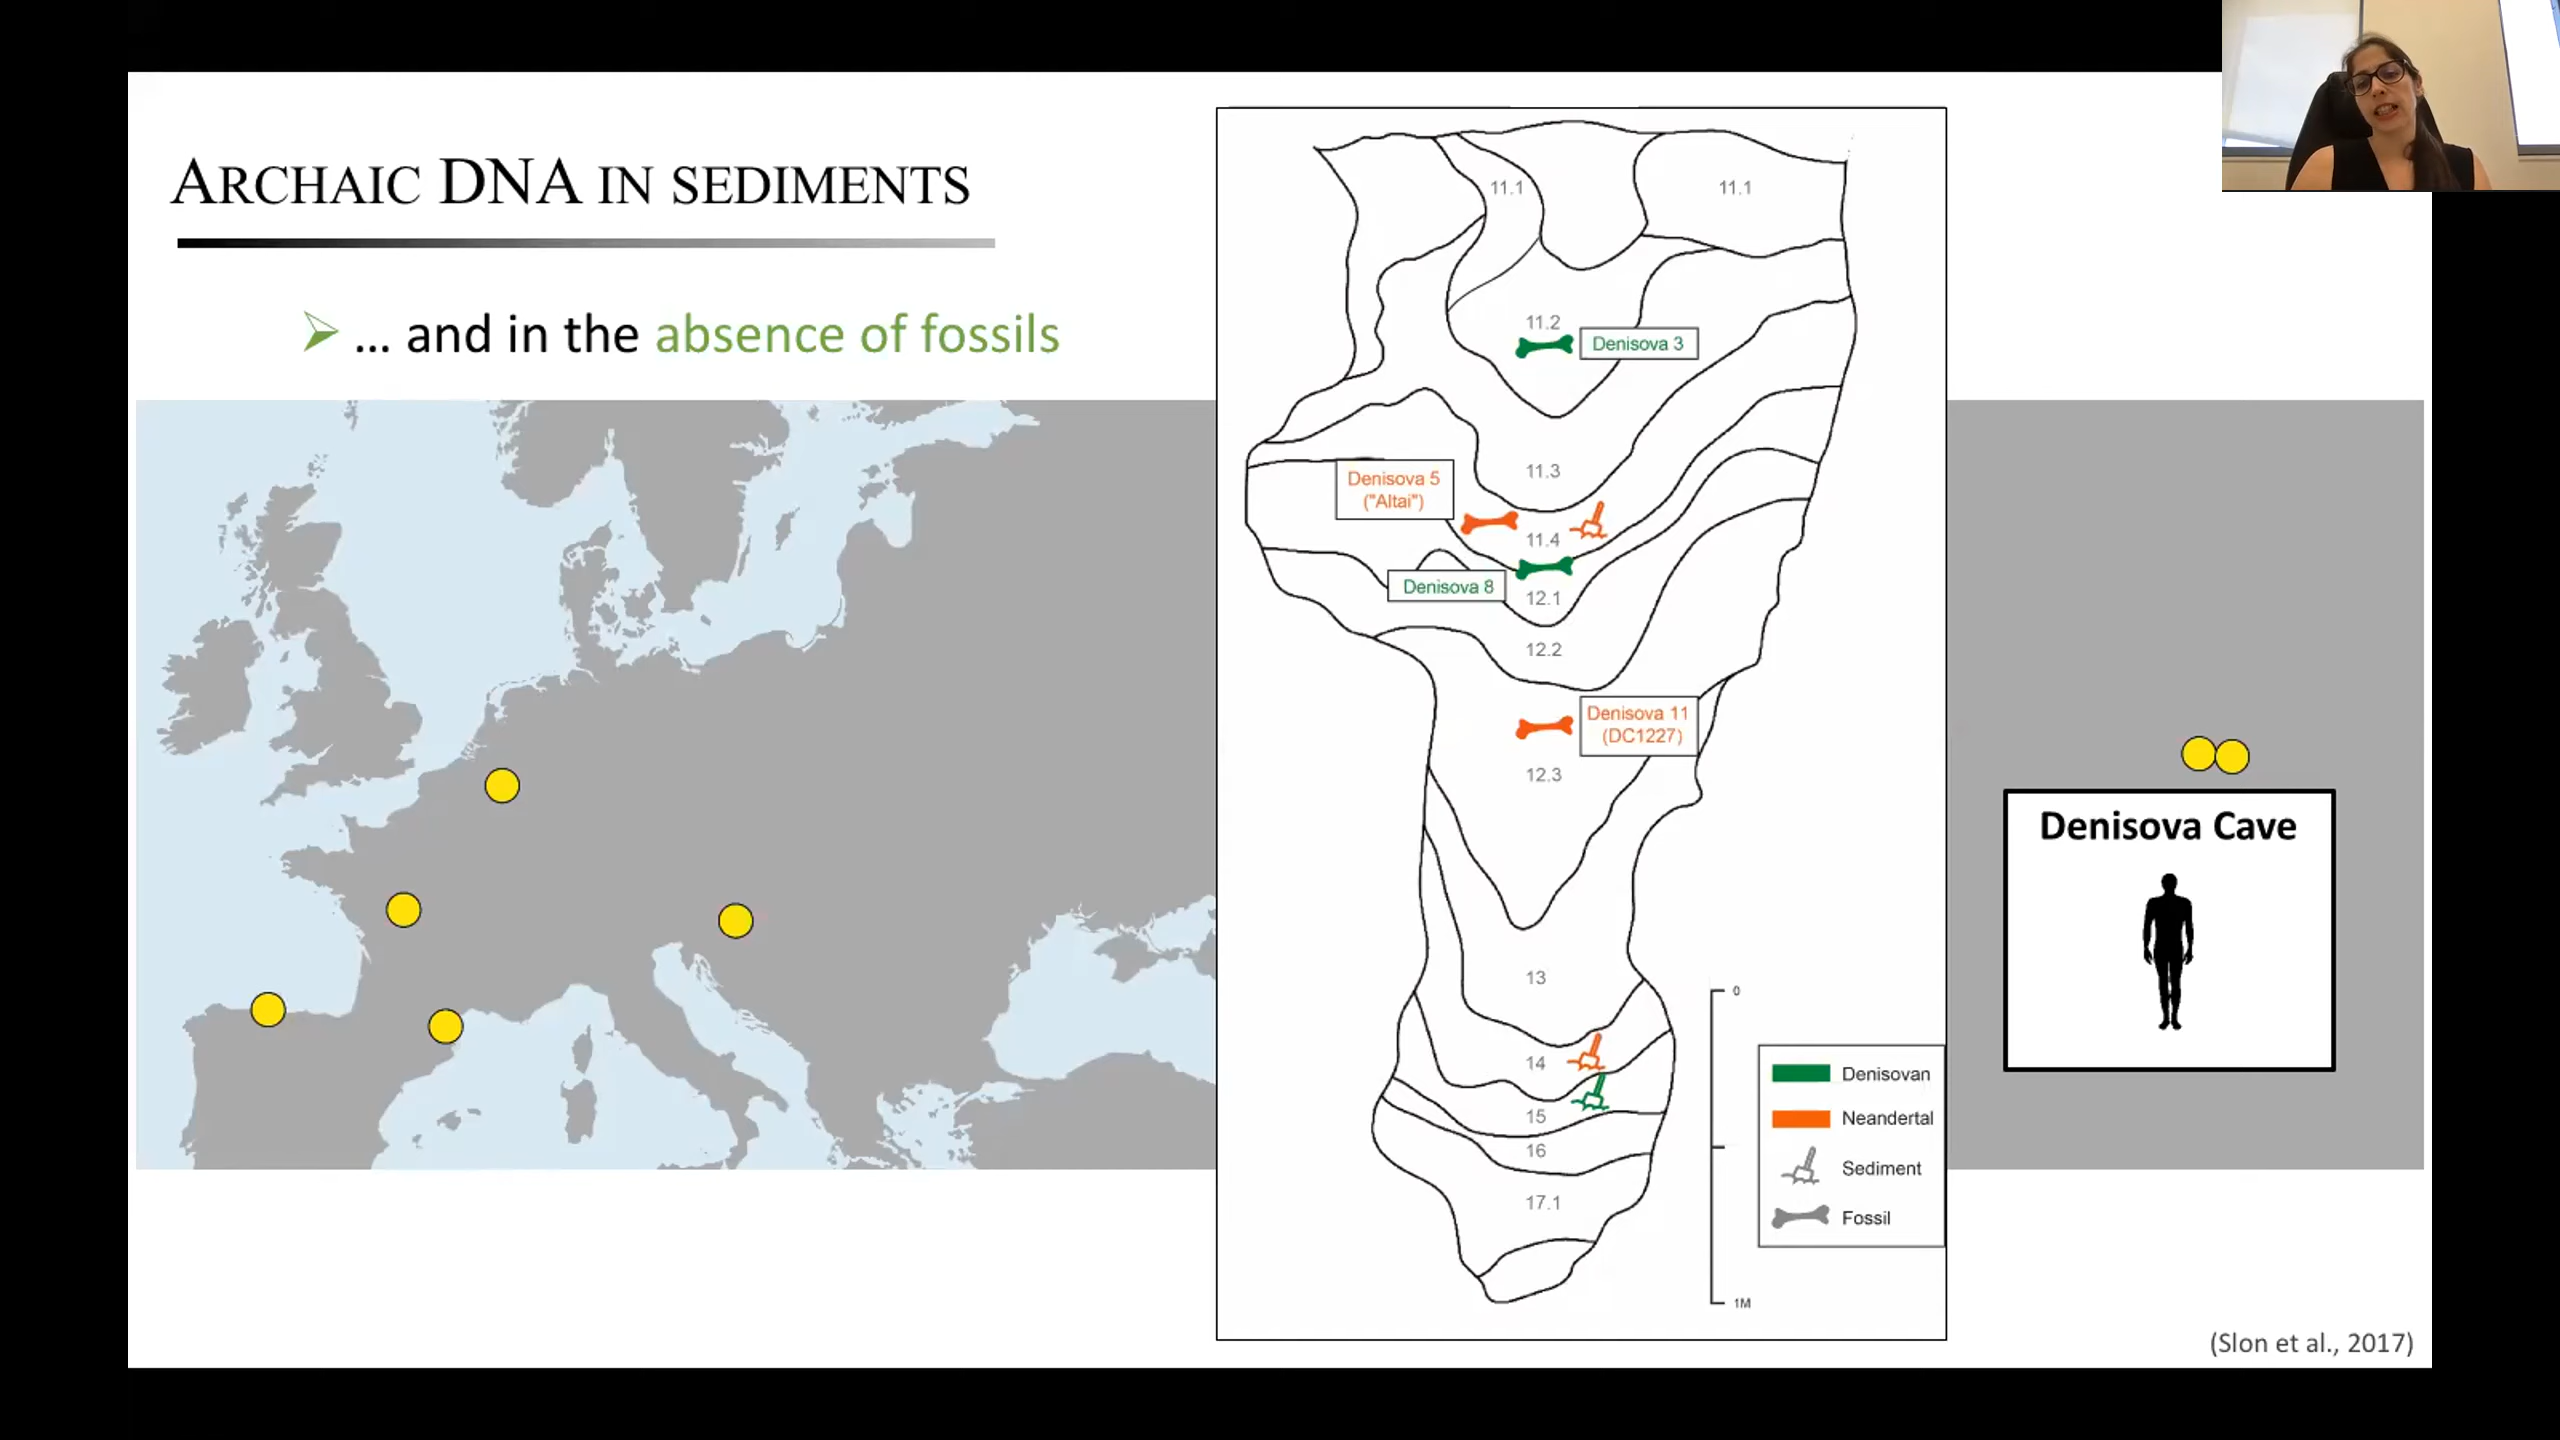 ARCHAIC DNA IN SEDIMENTS
… and in the absence of fossils
11.1
11.1
11.2
Denisova 3
11.3
Denisova 5
("Altai")
11.4
Denisova 8
12.1
12.2
Denisova 11
(DC1227)
12.3
13
14
15
16
17.1
0
1M
Denisovan
Neandertal
Sediment
Fossil
Denisova Cave
(Slon et al., 2017)